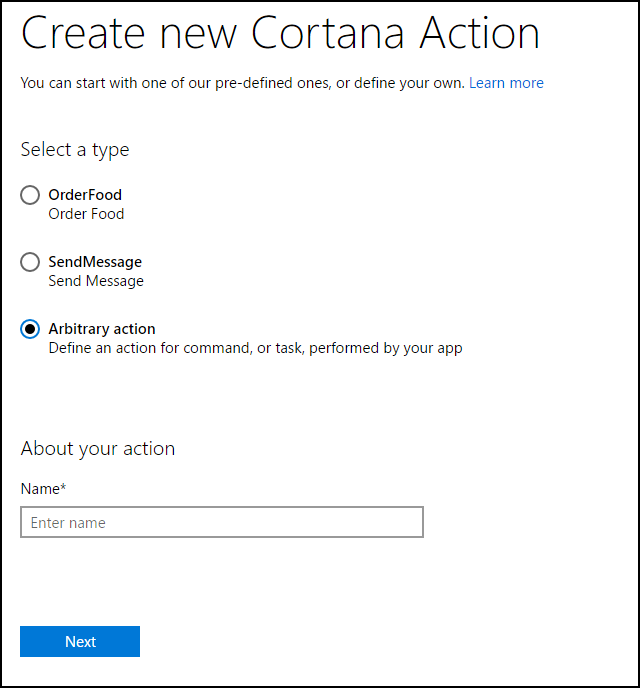 Create new Cortana Action
You can start with one of our pre-defined ones, or define your own. Learn more
Select a type
OrderFood
Order Food
SendMessage
Send Message
Arbitrary action
Define an action for command, or task, performed by your app
About your action
Name*
Enter name
Next